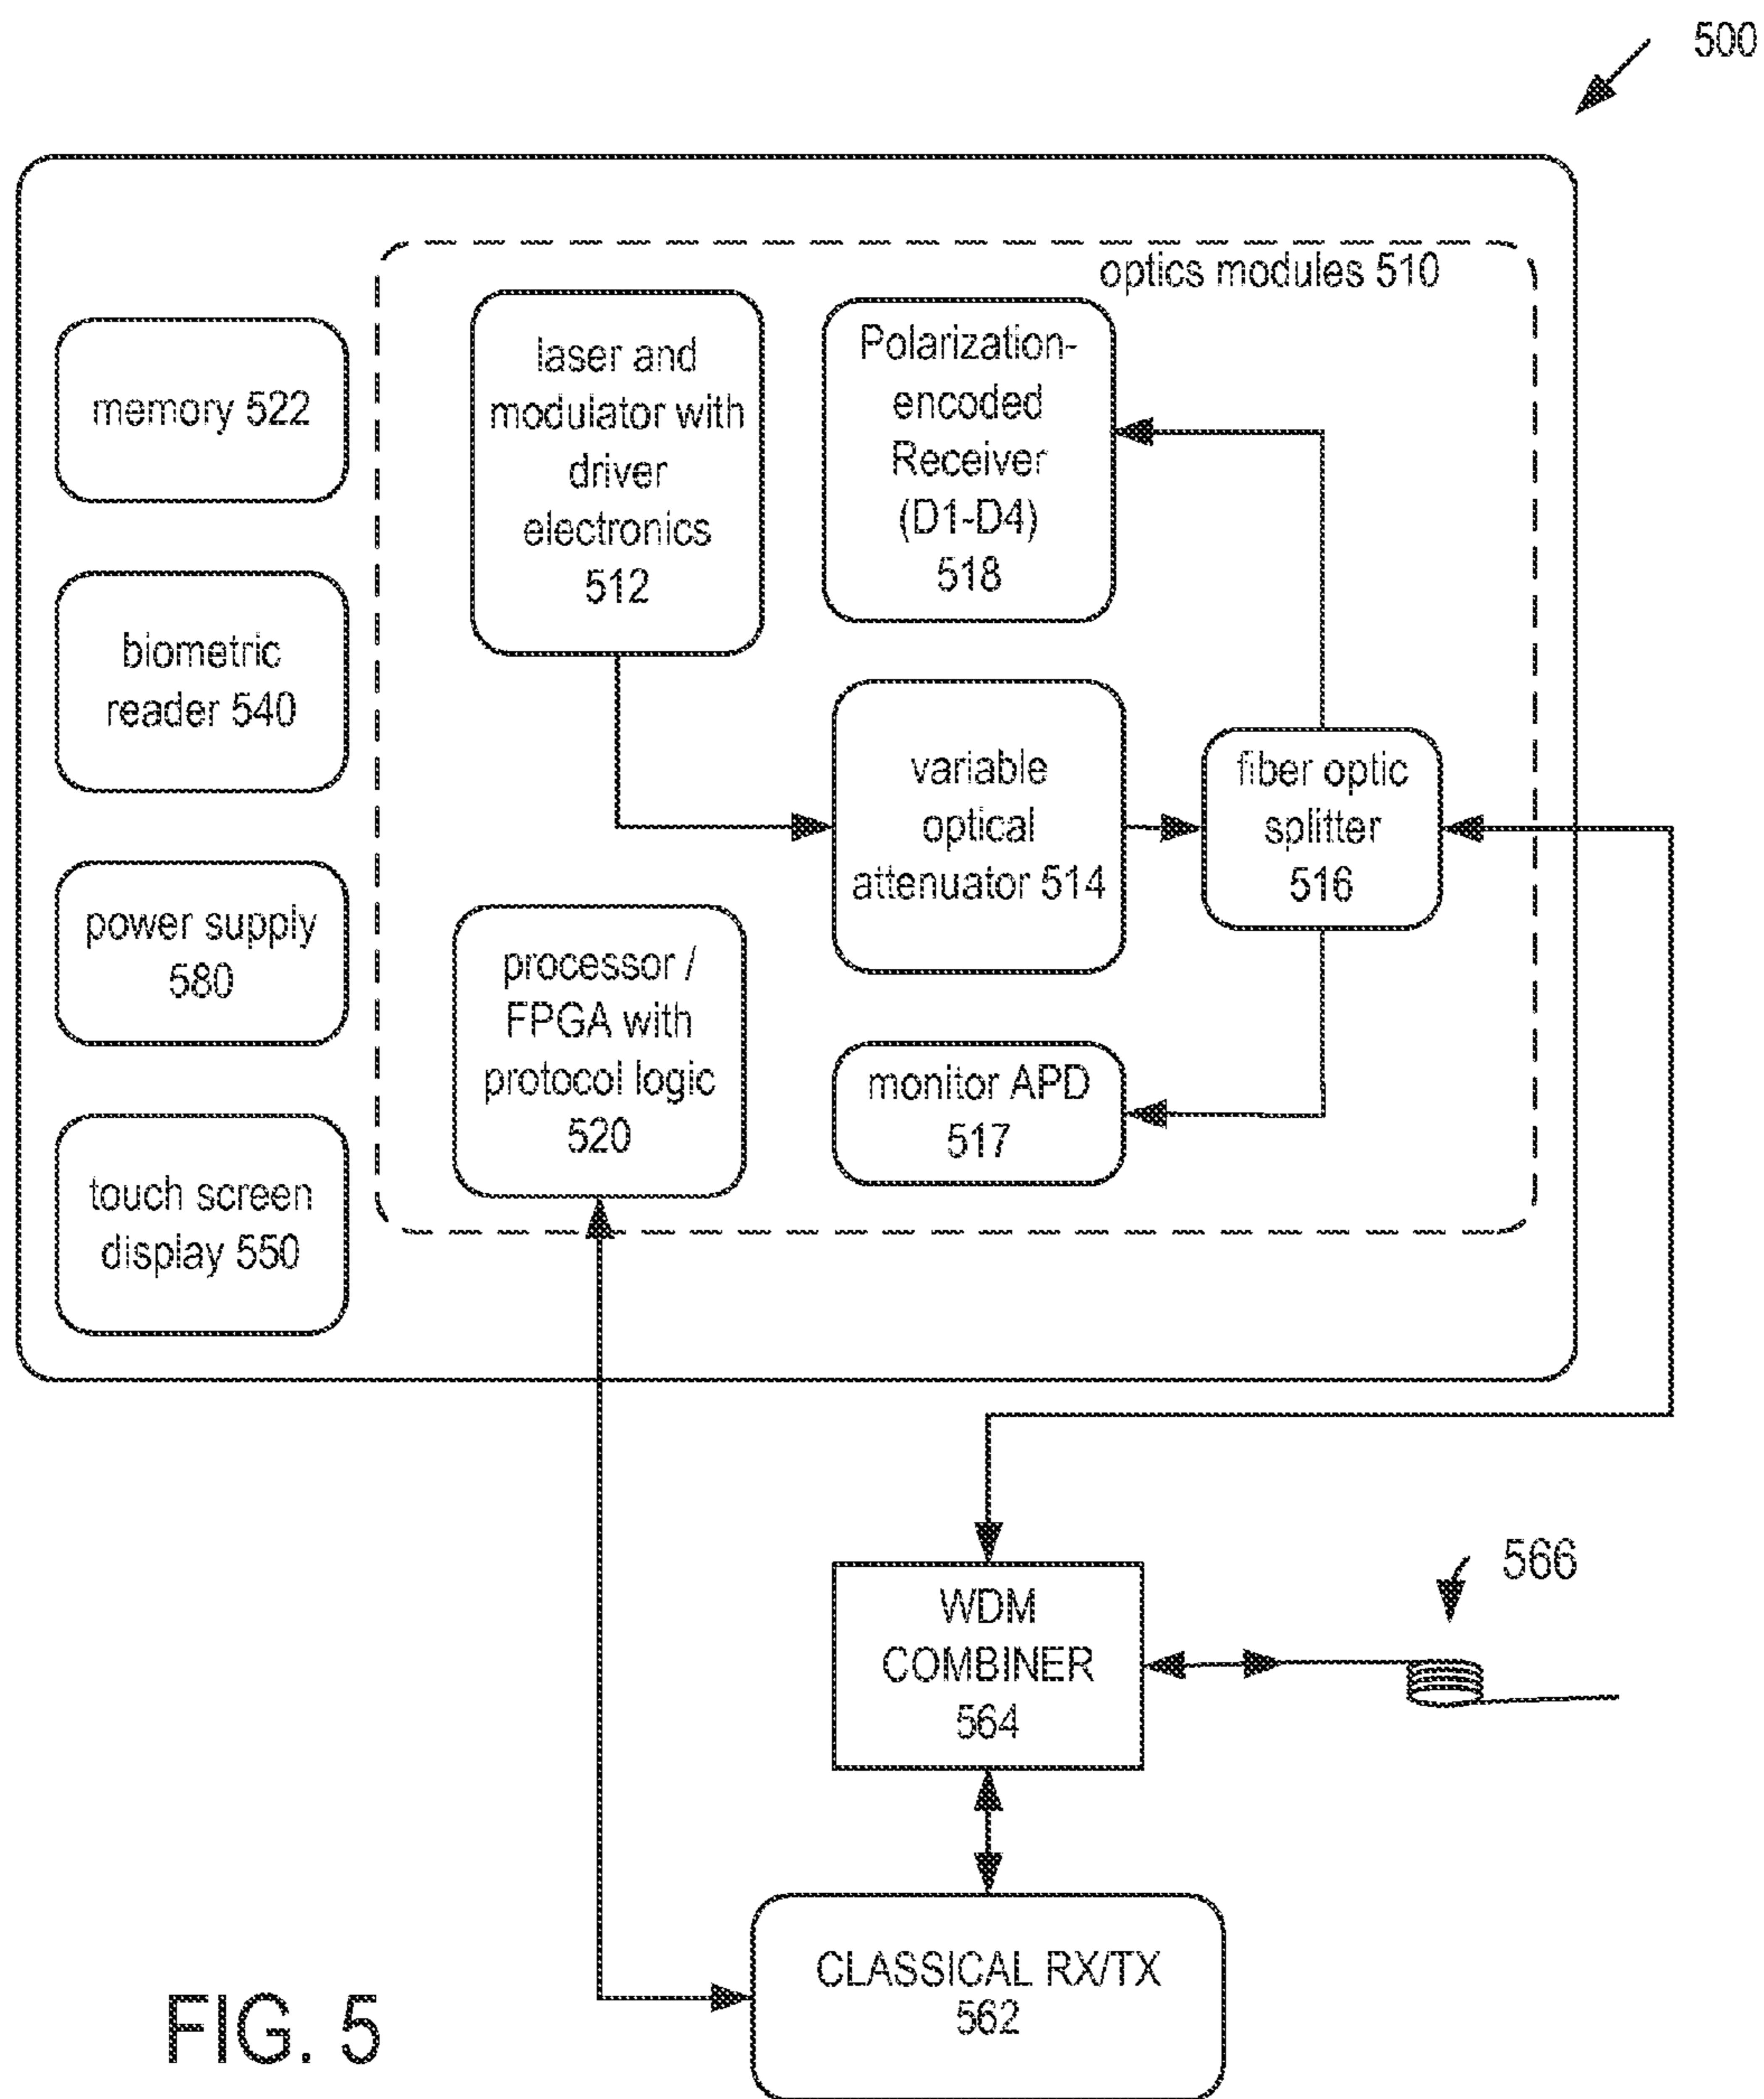 500
optics modules 510
memory 522
biometric
reader 540
power supply
580
touch screen
display 550
laser and
modulator with
driver
electronics
512
Polarization-
encoded
Receiver
(D1-D4)
518
variable
optical
attenuator 514
fiber optic
splitter
516
processor /
FPGA with
protocol logic
520
monitor APD
517
WDM
COMBINER
564
566
CLASSICAL RX/TX
562
FIG. 5